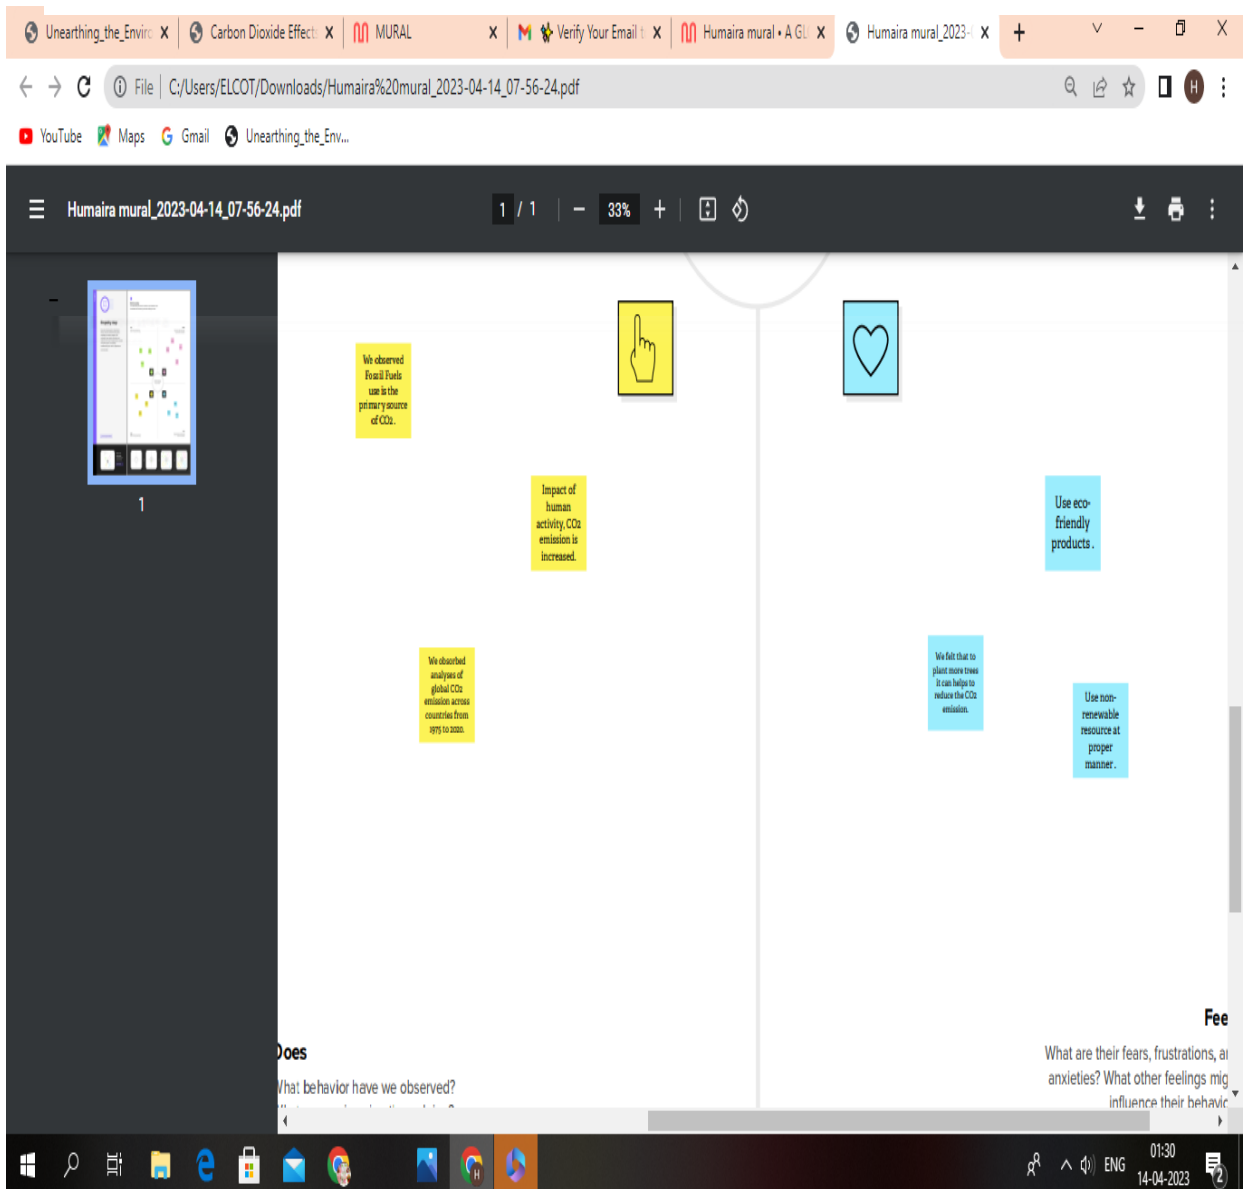 Unearthing_the_Enviro
Carbon Dioxide Effect:
MURAL
Verify Your Email t
Humaira mural • A GL
Humaira mural_2023-
File | C:/Users/ELCOT/Downloads/Humaira%20mural_2023-04-14_07-56-24.pdf
H
YouTube
Maps
Gmail
Unearthing_the_Env...
Humaira mural_2023-04-14_07-56-24.pdf
1 / 1
33%
1
We observed
Fossil Fuels
use is the
primary source
of CO2.
Impact of
human
activity, CO2
emission is
increased.
We obsorbed
analyses of
global CO2
emission across
countries from
1975 to 2020.
Use eco-
friendly
products .
We felt that to
plant more trees
it can helps to
reduce the CO2
emission.
Use non-
renewable
resource at
proper
manner .
Does
What behavior have we observed?
Fee
What are their fears, frustrations, an
anxieties? What other feelings mig
influence their behavio
ENG
01:30
14-04-2023
2